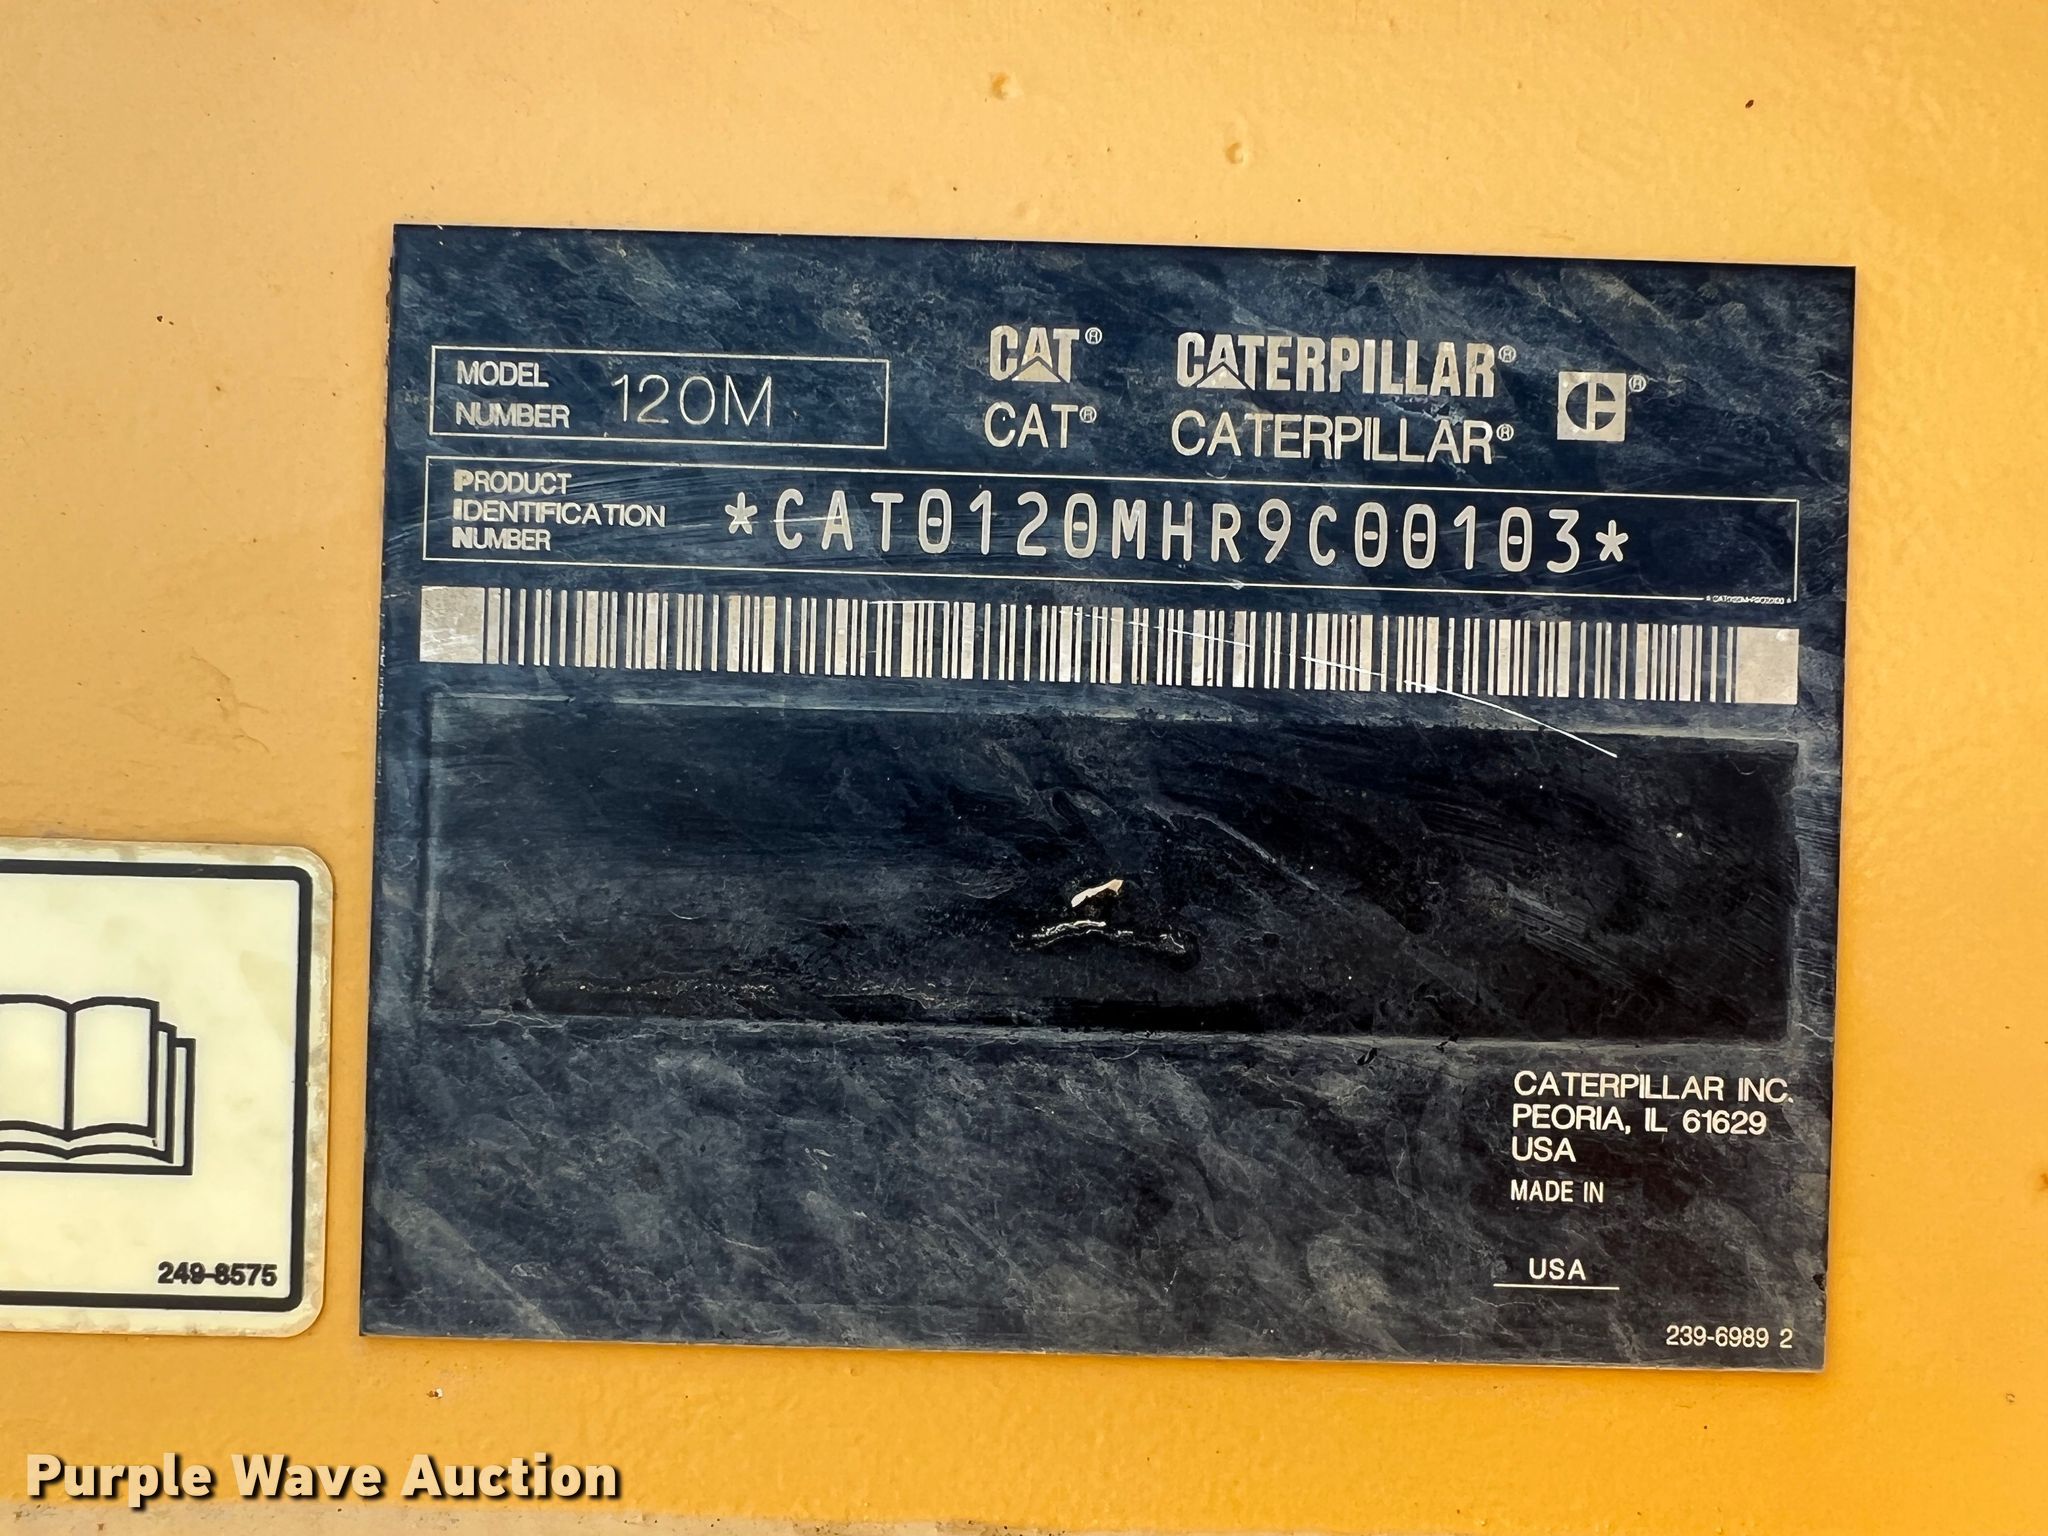 CAT® CATERPILLAR® ®
CAT® CATERPILLAR®
MODEL
NUMBER 120M
PRODUCT
IDENTIFICATION
NUMBER
*CAT0120MHR9C00103*
CATERPILLAR INC.
PEORIA, IL 61629
USA
MADE IN
USA
239-6989 2
249-8575
Purple Wave Auction